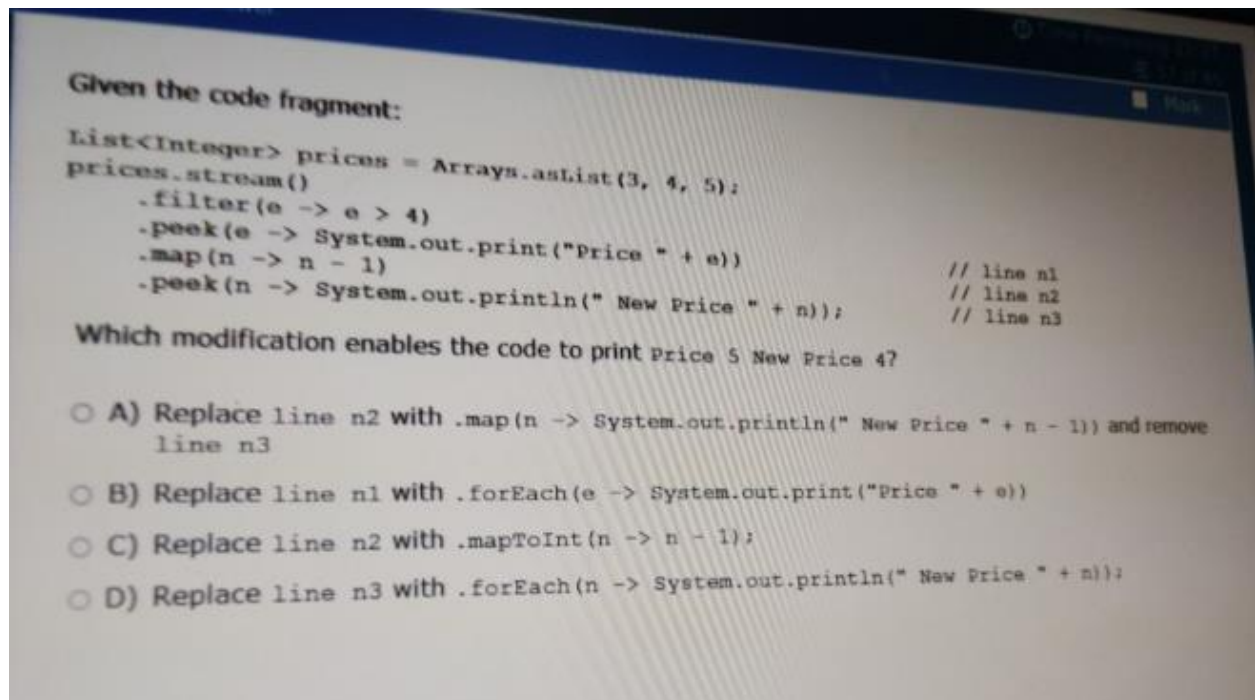 Given the code fragment:
List<Integer> prices = Arrays.asList(3, 4, 5);
prices.stream()
.filter(e -> e > 4)
.peek(e -> System.out.print("Price " + e)) // line n1
.map(n -> n - 1) // line n2
.peek(n -> System.out.println(" New Price " + n)); // line n3
Which modification enables the code to print Price 5 New Price 4?
A) Replace line n2 with .map(n -> System.out.println(" New Price " + n - 1)) and remove
line n3
B) Replace line n1 with .forEach(e -> System.out.print("Price " + e))
C) Replace line n2 with .mapToInt(n -> n - 1);
D) Replace line n3 with .forEach(n -> System.out.println(" New Price " + n));
Mark